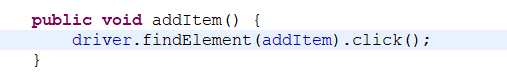 public void addItem() {
driver.findElement(addItem).click();
}